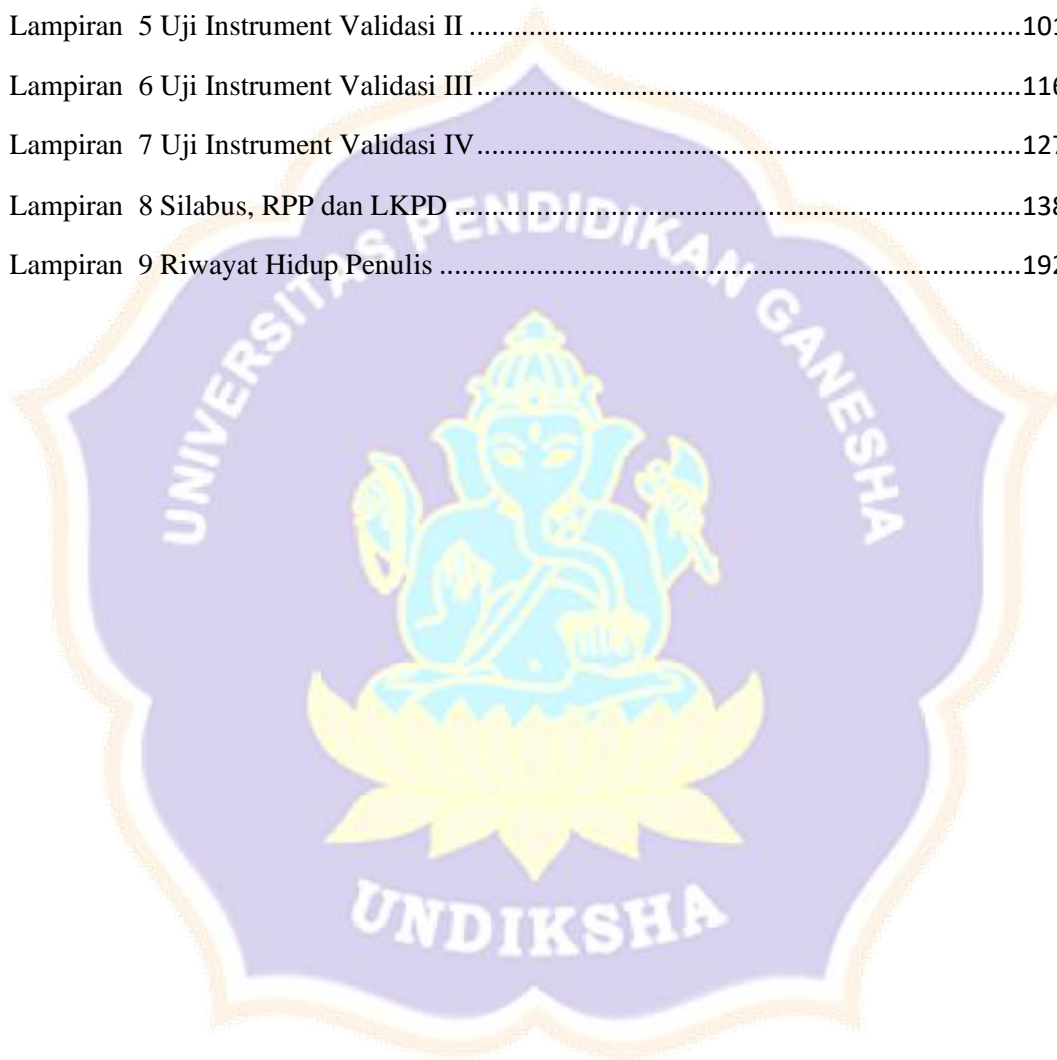 Lampiran 5 Uji Instrument Validasi II ........................................................................101
Lampiran 6 Uji Instrument Validasi III.......................................................................116
Lampiran 7 Uji Instrument Validasi IV.......................................................................127
Lampiran 8 Silabus, RPP dan LKPD ..........................................................................138
Lampiran 9 Riwayat Hidup Penulis ............................................................................192
UNIVERSITAS PENDIDIKAN GANESHA
UNDIKSHA